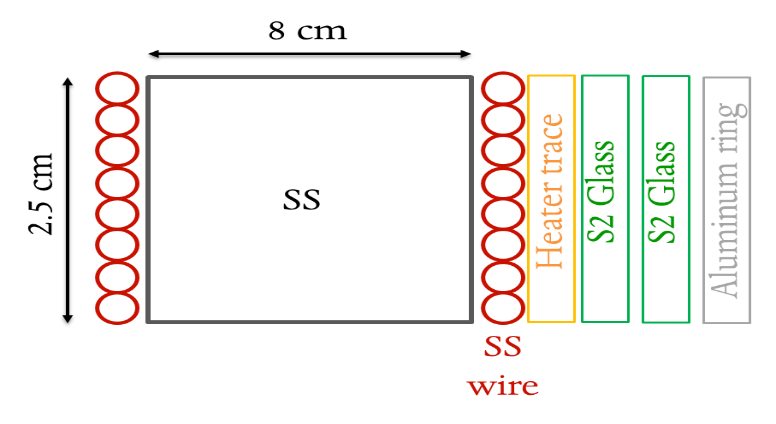 8 cm
2.5 cm
SS
Heater trace
S2 Glass
S2 Glass
Aluminum ring
SS
wire